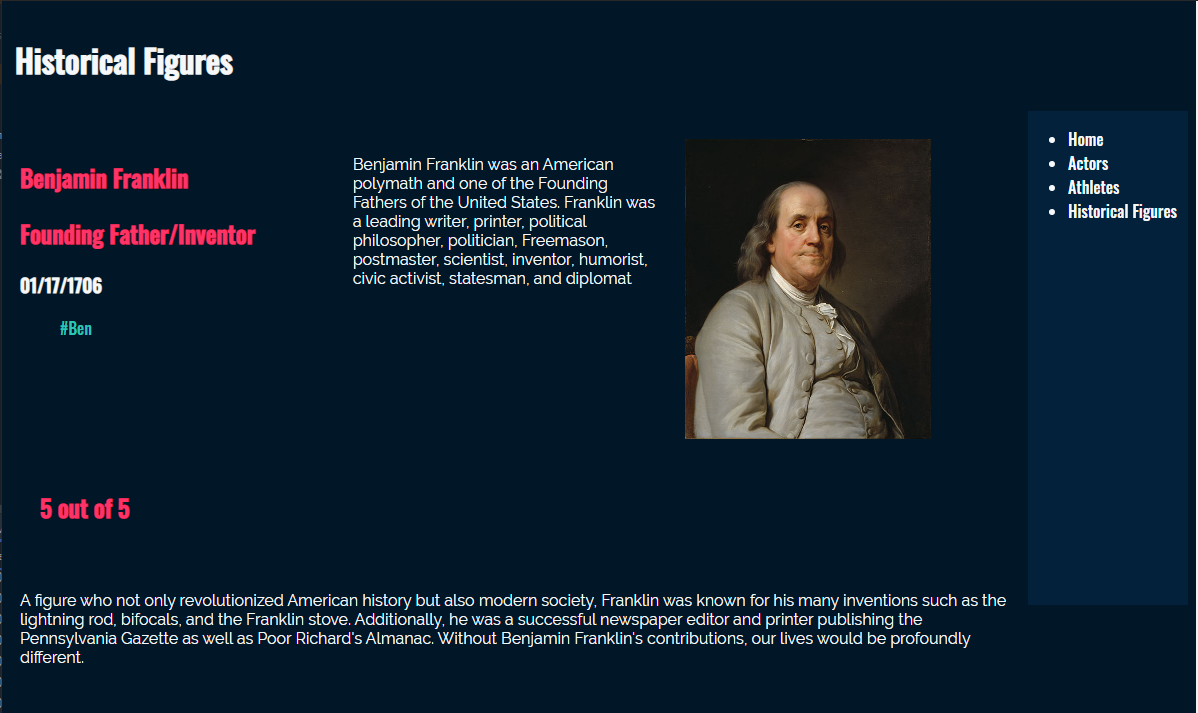 Historical Figures
Benjamin Franklin
Founding Father/Inventor
01/17/1706
#Ben
Benjamin Franklin was an American
polymath and one of the Founding
Fathers of the United States. Franklin was
a leading writer, printer, political
philosopher, politician, Freemason,
postmaster, scientist, inventor, humorist,
civic activist, statesman, and diplomat
Home
Actors
Athletes
Historical Figures
5 out of 5
A figure who not only revolutionized American history but also modern society, Franklin was known for his many inventions such as the
lightning rod, bifocals, and the Franklin stove. Additionally, he was a successful newspaper editor and printer publishing the
Pennsylvania Gazette as well as Poor Richard's Almanac. Without Benjamin Franklin's contributions, our lives would be profoundly
different.